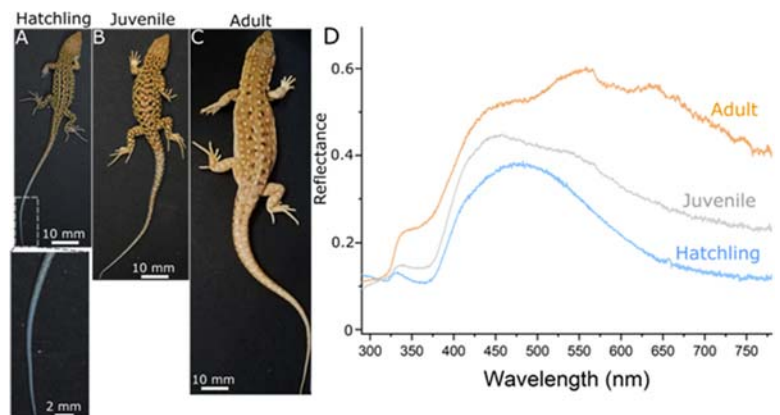 Hatchling
Juvenile
Adult
A
B
C
D
10 mm
10 mm
10 mm
2 mm
0.6
0.4
0.2
0
Reflectance
Adult
Juvenile
Hatchling
290
350
400
450
500
550
600
650
700
750
Wavelength (nm)